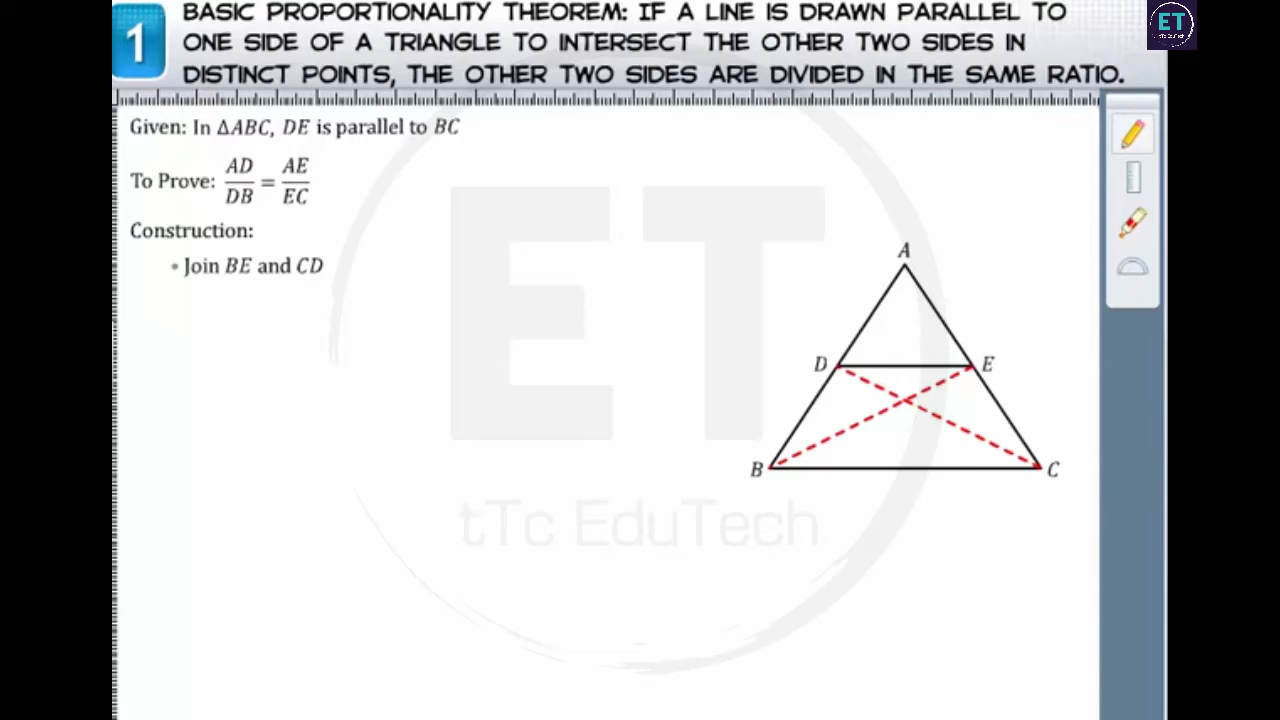 1
BASIC PROPORTIONALITY THEOREM: IF A LINE IS DRAWN PARALLEL TO
ONE SIDE OF A TRIANGLE TO INTERSECT THE OTHER TWO SIDES IN
DISTINCT POINTS, THE OTHER TWO SIDES ARE DIVIDED IN THE SAME RATIO.
ET
Given: In ΔABC, DE is parallel to BC
To Prove: AD/DB = AE/EC
Construction:
• Join BE and CD
A
D
E
B
C
ET
tTc EduTech